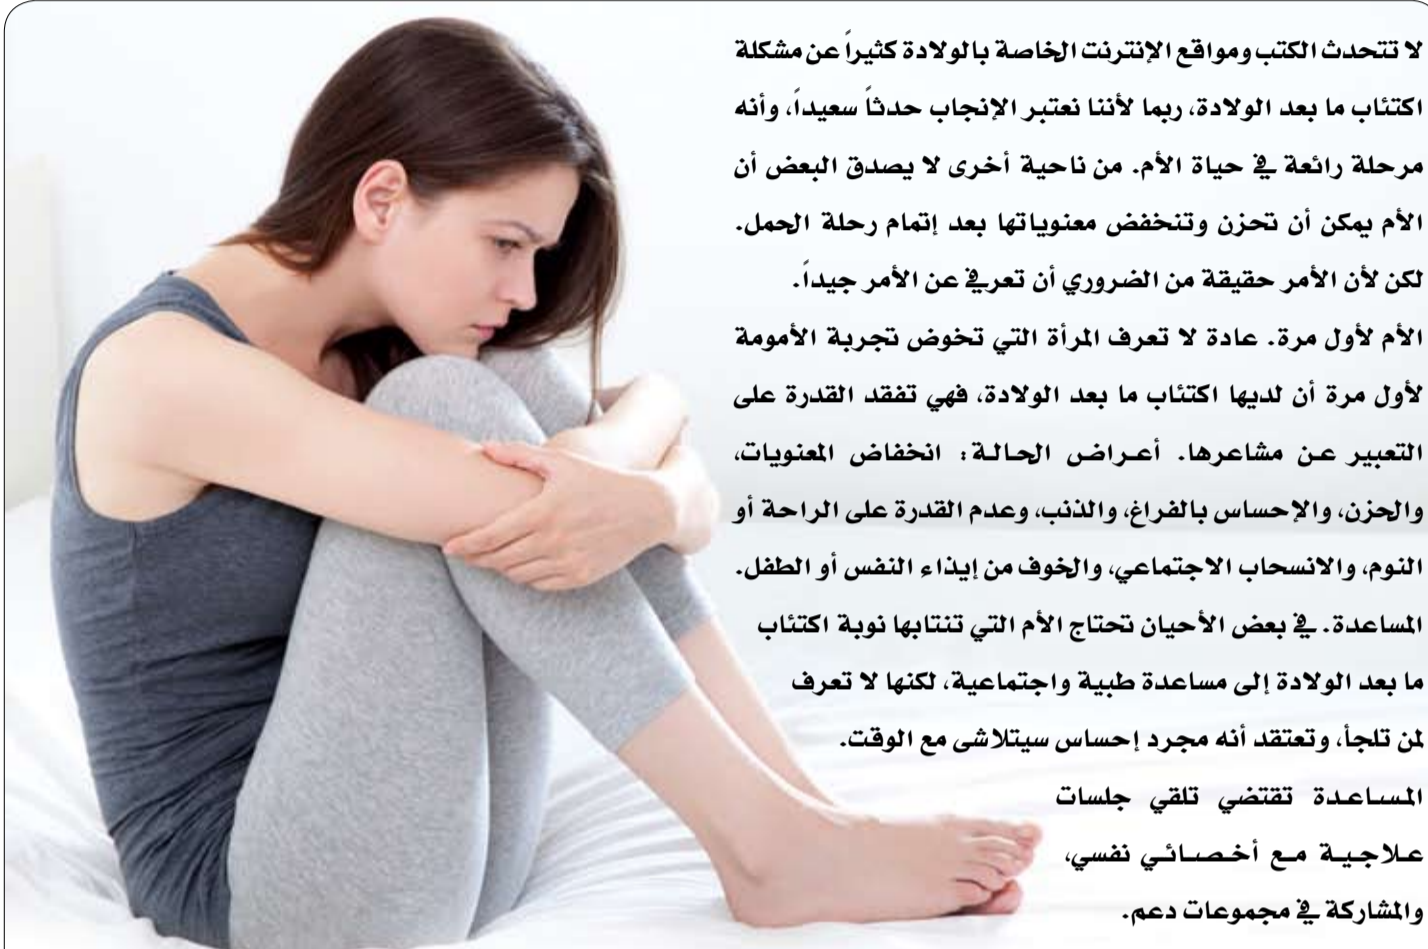 لا تتحدث الكتب ومواقع الإنترنت الخاصة بالولادة كثيراً عن مشكلة
اكتئاب ما بعد الولادة، ربما لأننا نعتبر الإنجاب حدثاً سعيداً، وأنه
مرحلة رائعة في حياة الأم. من ناحية أخرى لا يصدق البعض أن
الأم يمكن أن تحزن وتنخفض معنوياتها بعد إتمام رحلة الحمل.
لكن لأن الأمر حقيقة من الضروري أن تعرفي عن الأمر جيداً.
الأم لأول مرة. عادة لا تعرف المرأة التي تخوض تجربة الأمومة
لأول مرة أن لديها اكتئاب ما بعد الولادة، فهي تفقد القدرة على
التعبير عن مشاعرها. أعراض الحالة: انخفاض المعنويات،
والحزن، والإحساس بالفراغ، والذنب، وعدم القدرة على الراحة أو
النوم، والانسحاب الاجتماعي، والخوف من إيذاء النفس أو الطفل.
المساعدة. في بعض الأحيان تحتاج الأم التي تنتابها نوبة اكتئاب
ما بعد الولادة إلى مساعدة طبية واجتماعية، لكنها لا تعرف
لمن تلجأ، وتعتقد أنه مجرد إحساس سيتلاشى مع الوقت.
المساعدة تقتضي تلقي جلسات
علاجية مع أخصائي نفسي،
والمشاركة في مجموعات دعم.